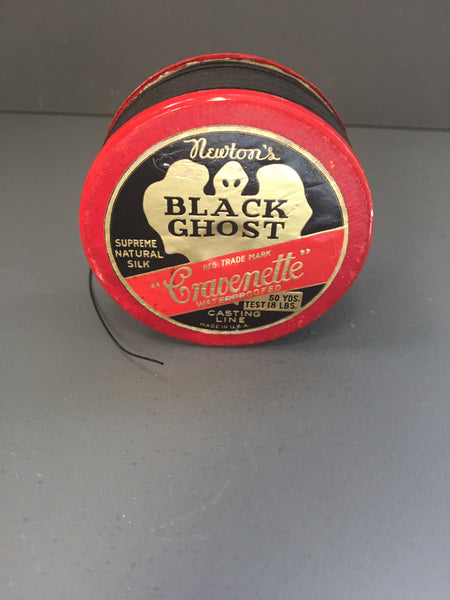 Newton's
BLACK
GHOST
SUPREME
NATURAL
SILK
REG. TRADE MARK
"Cravenette"
WATERPROOFED
50 YDS.
TEST 18 LBS.
CASTING
LINE
MADE IN U.S.A.